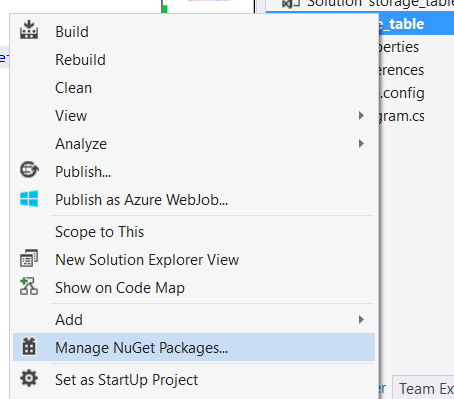 Solution 'storage_table
Build
e_table
Rebuild
perties
Clean
erences
View
.config
Analyze
gram.cs
Publish...
Publish as Azure WebJob...
Scope to This
New Solution Explorer View
Show on Code Map
Add
Manage NuGet Packages...
Set as StartUp Project
Team Ex